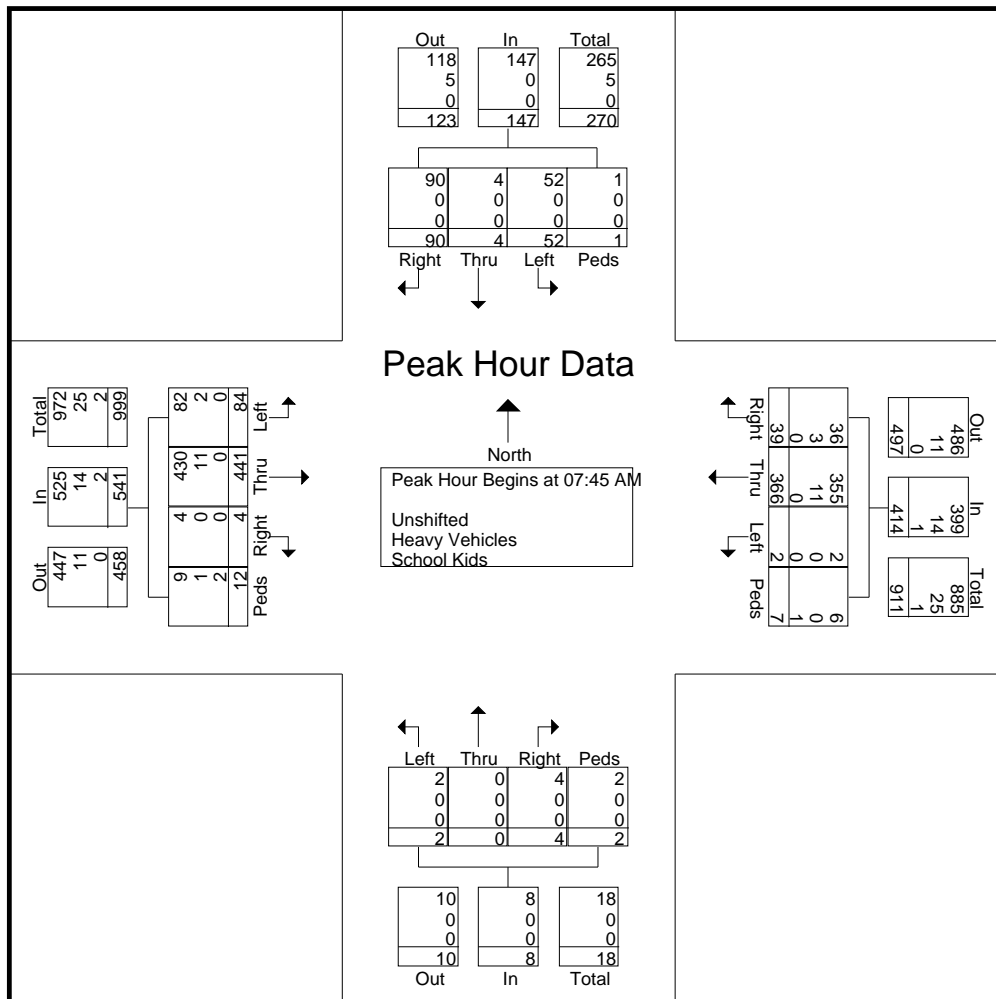 Out In Total
118 147 265
5 0 5
0 0 0
123 147 270
90 4 52 1
0 0 0 0
0 0 0 0
90 4 52 1
Right Thru Left Peds
Peak Hour Data
North
Peak Hour Begins at 07:45 AM
Unshifted
Heavy Vehicles
School Kids
Out In Total
447 525 972
11 14 25
0 2 2
458 541 999
9 4 430 82
1 0 11 2
2 0 0 0
12 4 441 84
Peds Right Thru Left
Out In Total
486 399 885
11 14 25
0 1 1
497 414 911
36 355 2 6
3 11 0 0
0 0 0 1
39 366 2 7
Right Thru Left Peds
Left Thru Right Peds
2 0 4 2
0 0 0 0
0 0 0 0
2 0 4 2
10 8 18
0 0 0
0 0 0
10 8 18
Out In Total